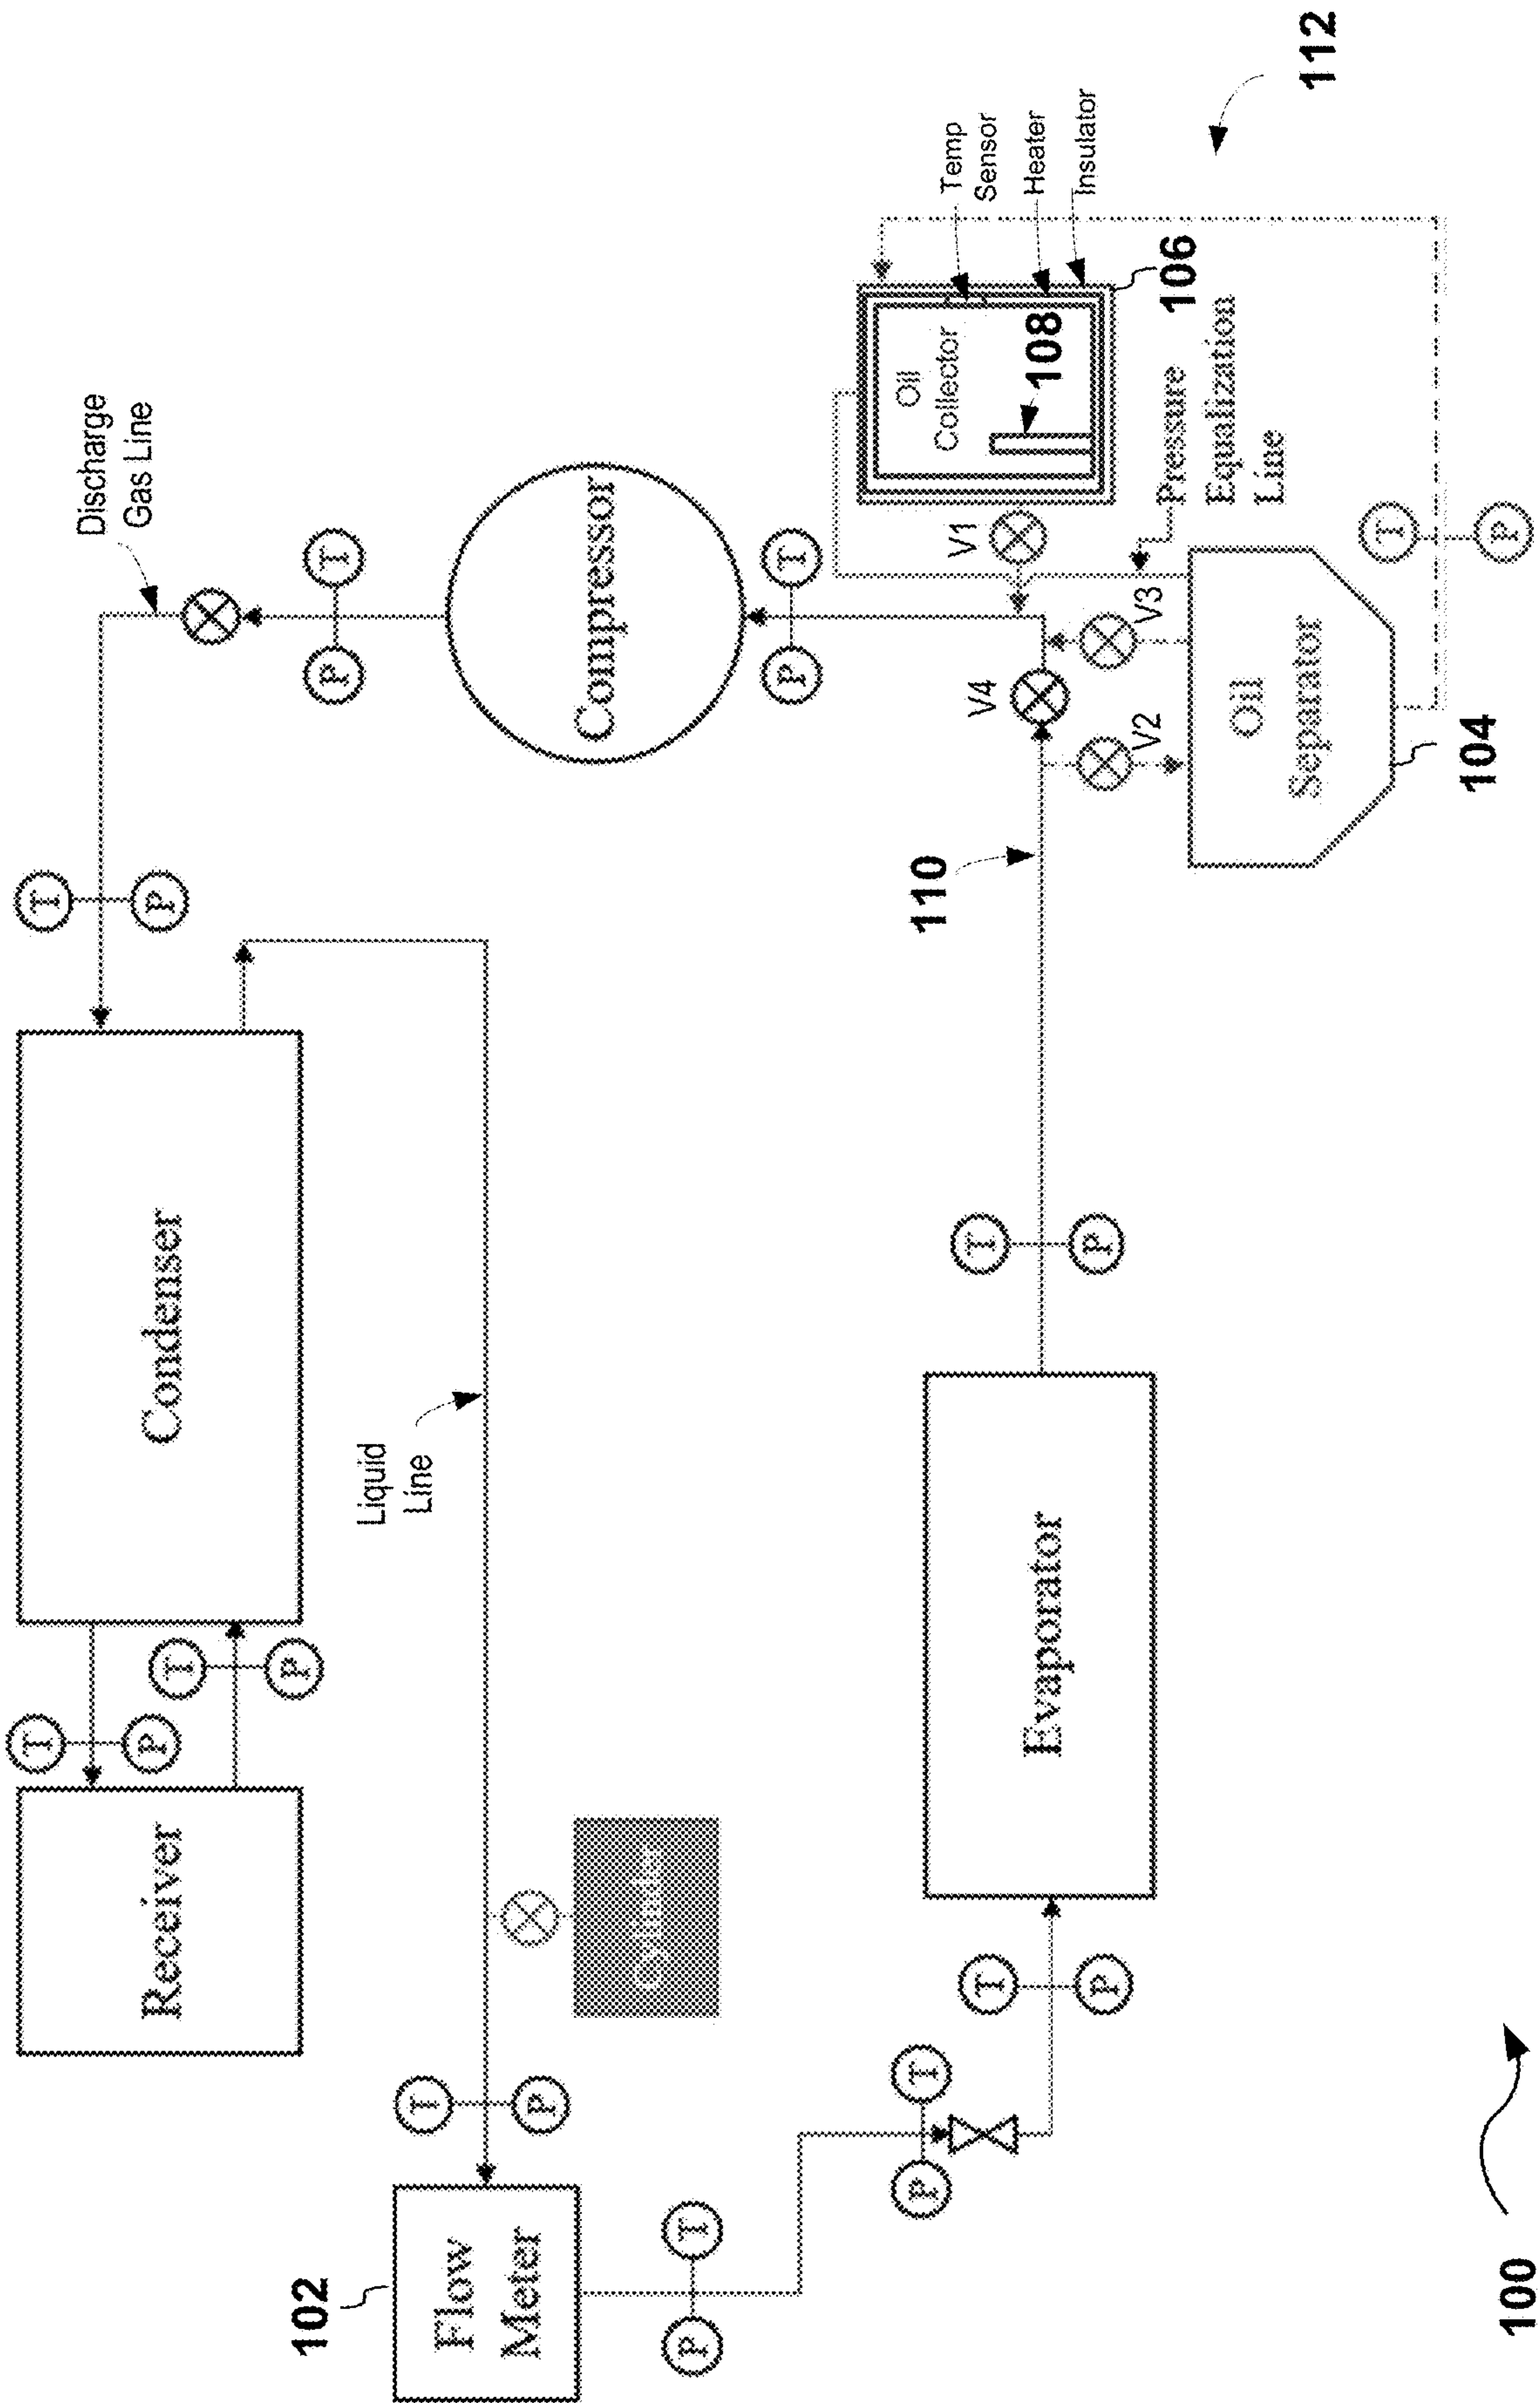 T
T
Discharge
Gas Line
P
P
Receiver
Condenser
T
P
102
P
T
Liquid
Line
T
P
Flow
Meter
Compressor
Cylinder
P
T
P
T
P
T
110
Oil
Collector
Temp
Sensor
V1
V4
T
P
T
P
Evaporator
108
Heater
Insulator
V2
V3
106
Pressure
Equalization
Line
Oil
Separator
112
T
P
104
100